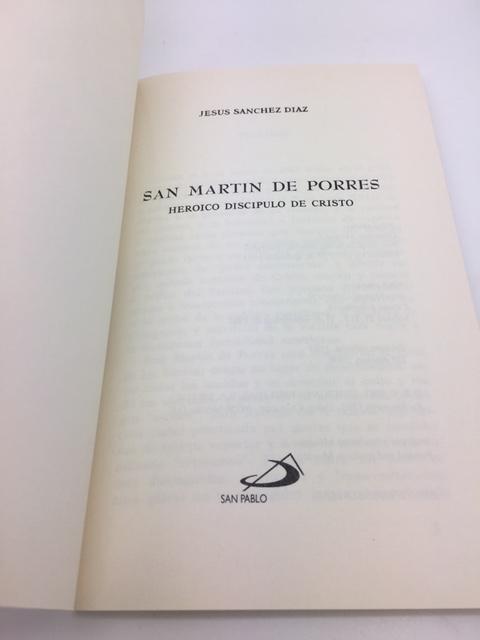 JESUS SANCHEZ DIAZ
SAN MARTIN DE PORRES
HEROICO DISCIPULO DE CRISTO
SAN PABLO